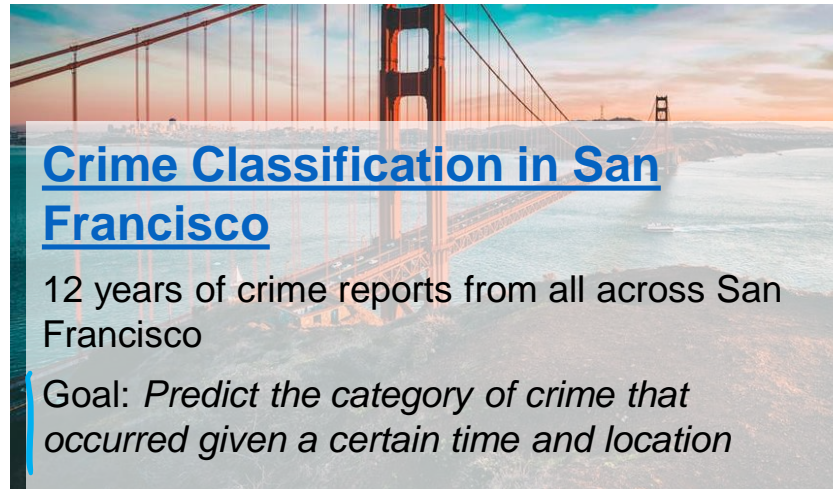 Crime Classification in San
Francisco
12 years of crime reports from all across San
Francisco
Goal: Predict the category of crime that
occurred given a certain time and location